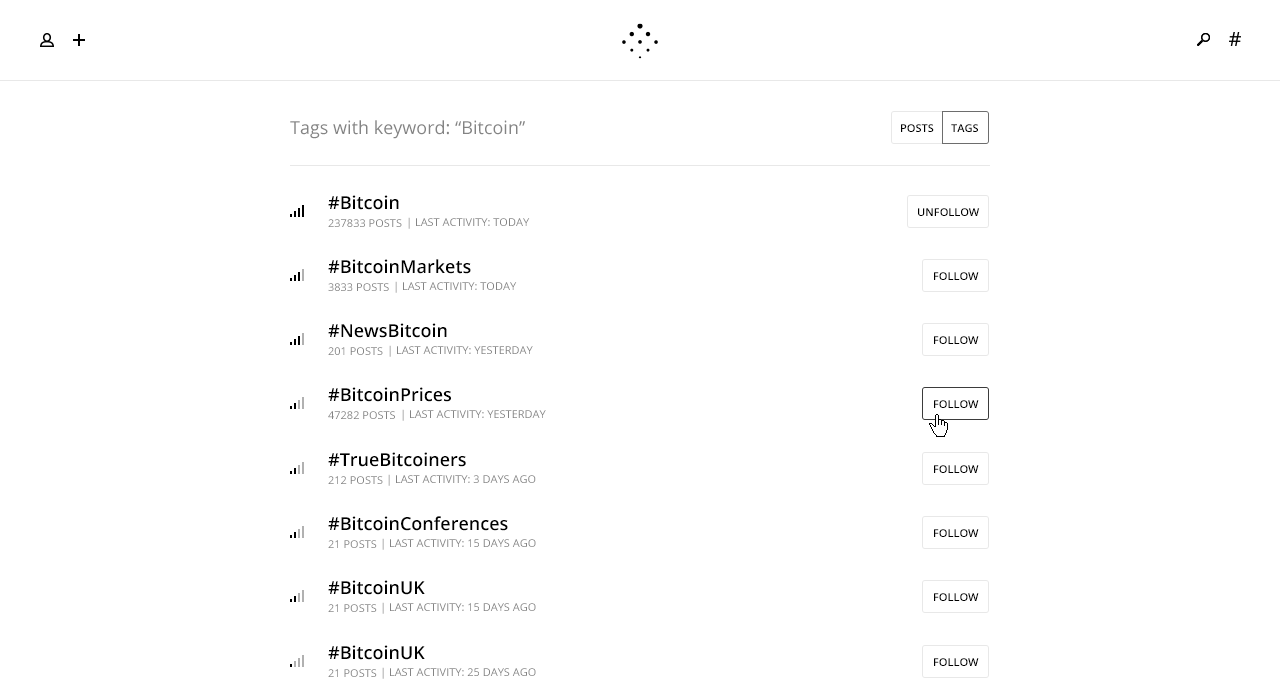 #
Tags with keyword: “Bitcoin”
POSTS TAGS
#Bitcoin
237833 POSTS | LAST ACTIVITY: TODAY
UNFOLLOW
#BitcoinMarkets
3833 POSTS | LAST ACTIVITY: TODAY
FOLLOW
#NewsBitcoin
201 POSTS | LAST ACTIVITY: YESTERDAY
FOLLOW
#BitcoinPrices
47282 POSTS | LAST ACTIVITY: YESTERDAY
FOLLOW
#TrueBitcoiners
212 POSTS | LAST ACTIVITY: 3 DAYS AGO
FOLLOW
#BitcoinConferences
21 POSTS | LAST ACTIVITY: 15 DAYS AGO
FOLLOW
#BitcoinUK
21 POSTS | LAST ACTIVITY: 15 DAYS AGO
FOLLOW
#BitcoinUK
21 POSTS | LAST ACTIVITY: 25 DAYS AGO
FOLLOW